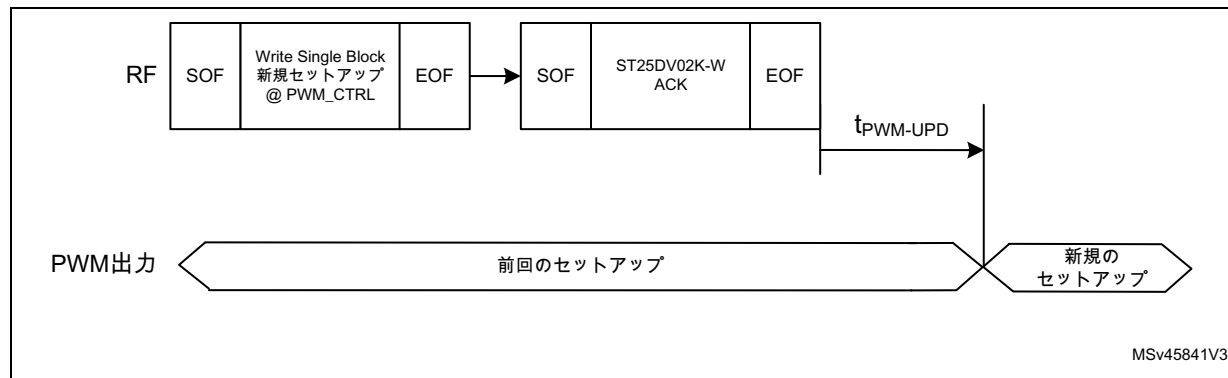 RF
SOF
Write Single Block
新規セットアップ
@ PWM_CTRL
EOF
SOF
ST25DV02K-W
ACK
EOF
tPWM-UPD
PWM出力
前回のセットアップ
新規の
セットアップ
MSv45841V3